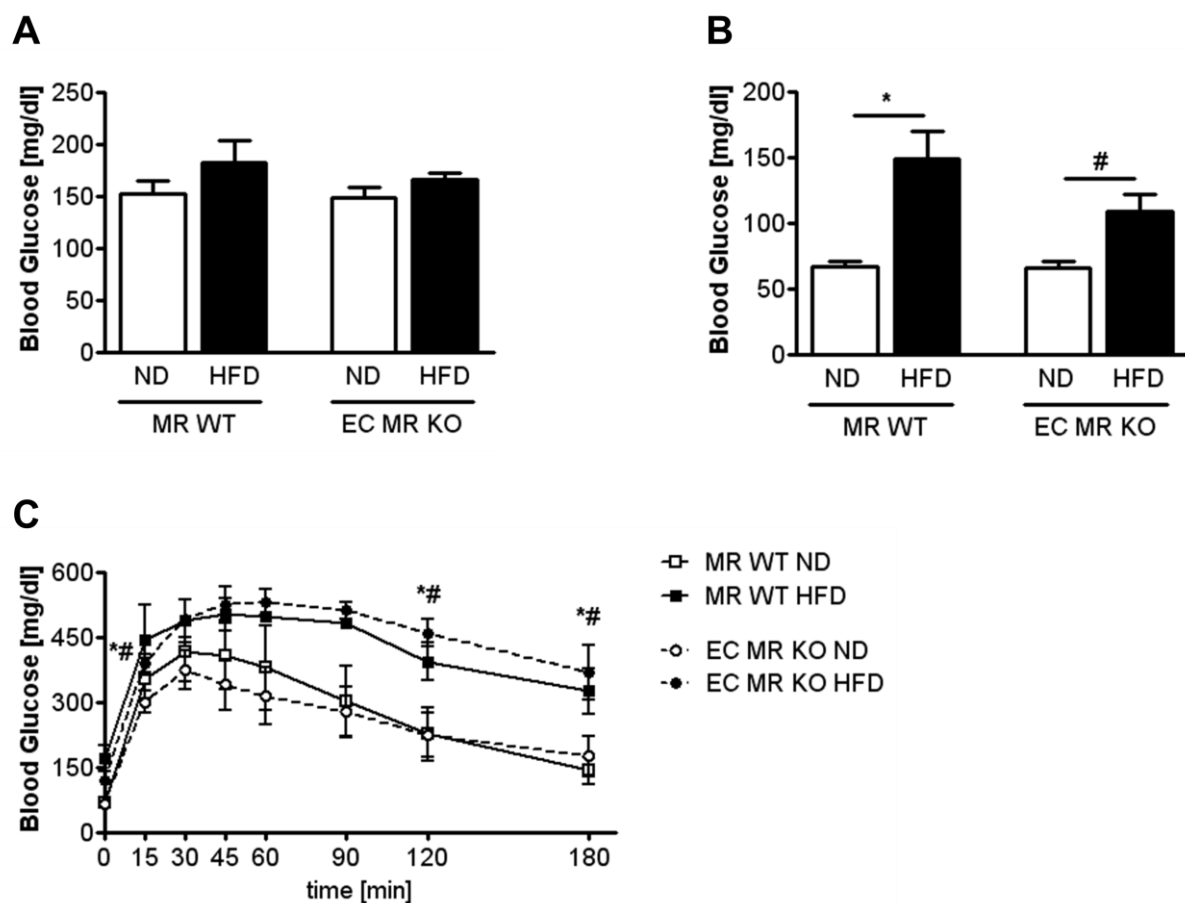 A
Blood Glucose [mg/dl]
250
200
150
100
50
0
ND HFD ND HFD
MR WT EC MR KO
B
Blood Glucose [mg/dl]
200
150
100
50
0
* #
ND HFD ND HFD
MR WT EC MR KO
C
Blood Glucose [mg/dl]
600
450
300
150
0
*# *# *#
0 15 30 45 60 90 120 180
time [min]
MR WT ND
MR WT HFD
EC MR KO ND
EC MR KO HFD